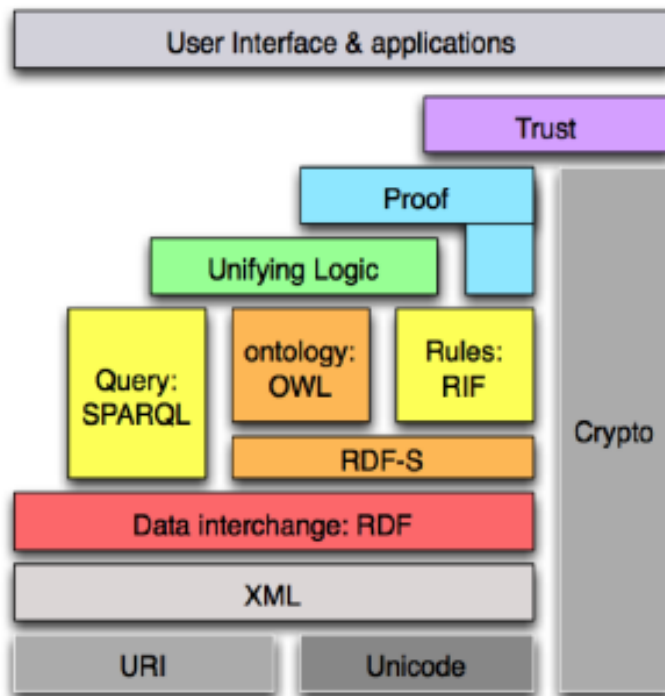 User Interface & applications
Trust
Proof
Unifying Logic
Query:
SPARQL
ontology:
OWL
Rules:
RIF
Crypto
RDF-S
Data interchange: RDF
XML
URI
Unicode